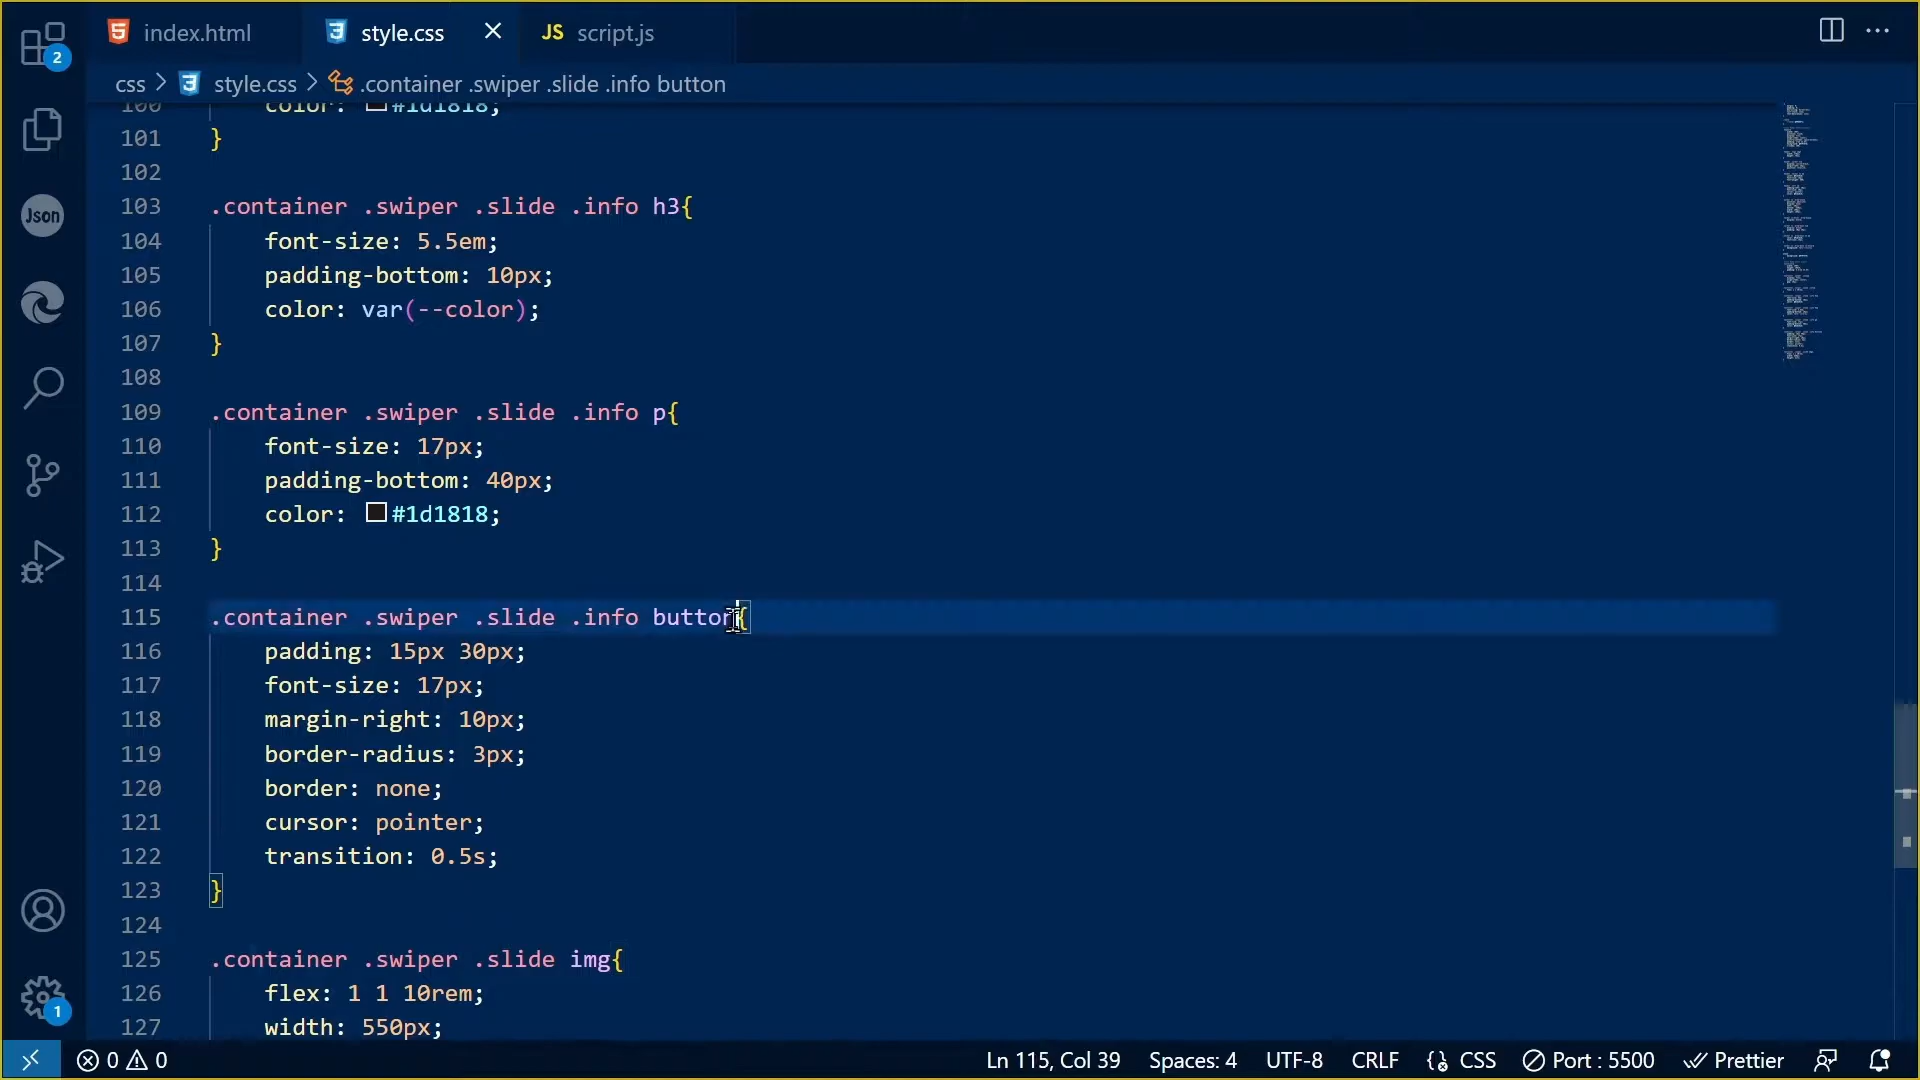 2
index.html
style.css
JS script.js
css > style.css > .container .swiper .slide .info button
100 color: #1d1818;
101 }
102
Json
103 .container .swiper .slide .info h3{
104 font-size: 5.5em;
105 padding-bottom: 10px;
106 color: var(--color);
107 }
108
109 .container .swiper .slide .info p{
110 font-size: 17px;
111 padding-bottom: 40px;
112 color: #1d1818;
113 }
114
115 .container .swiper .slide .info button{
116 padding: 15px 30px;
117 font-size: 17px;
118 margin-right: 10px;
119 border-radius: 3px;
120 border: none;
121 cursor: pointer;
122 transition: 0.5s;
123 }
124
125 .container .swiper .slide img{
126 flex: 1 1 10rem;
127 width: 550px;
1
0 0 Ln 115, Col 39 Spaces: 4 UTF-8 CRLF CSS Port : 5500 Prettier